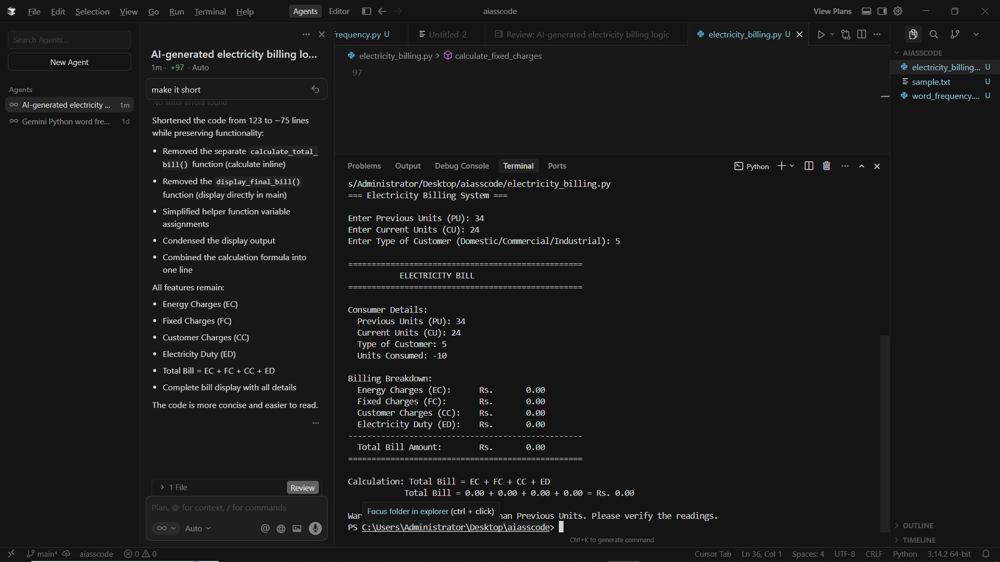 File Edit Selection View Go Run Terminal Help
Agents Editor
aiasscode
View Plans
Search Agents...
New Agent
Agents
AI-generated electricity ... 1m
Gemini Python word fre... 1d
AI-generated electricity billing lo...
1m · +97 · Auto
make it short
No linter errors found
Shortened the code from 123 to ~75 lines
while preserving functionality:
• Removed the separate calculate_total_
bill() function (calculate inline)
• Removed the display_final_bill()
function (display directly in main)
• Simplified helper function variable
assignments
• Condensed the display output
• Combined the calculation formula into
one line
All features remain:
• Energy Charges (EC)
• Fixed Charges (FC)
• Customer Charges (CC)
• Electricity Duty (ED)
• Total Bill = EC + FC + CC + ED
• Complete bill display with all details
The code is more concise and easier to read.
1 File
Review
Plan, @ for context, / for commands
Auto
requency.py U
Untitled-2
Review: AI-generated electricity billing logic
electricity_billing.py U
electricity_billing.py > calculate_fixed_charges
97
Problems Output Debug Console Terminal Ports
Python
s/Administrator/Desktop/aiasscode/electricity_billing.py
=== Electricity Billing System ===
Enter Previous Units (PU): 34
Enter Current Units (CU): 24
Enter Type of Customer (Domestic/Commercial/Industrial): 5
==================================================
ELECTRICITY BILL
==================================================
Consumer Details:
Previous Units (PU): 34
Current Units (CU): 24
Type of Customer: 5
Units Consumed: -10
Billing Breakdown:
Energy Charges (EC): Rs. 0.00
Fixed Charges (FC): Rs. 0.00
Customer Charges (CC): Rs. 0.00
Electricity Duty (ED): Rs. 0.00
--------------------------------------------------
Total Bill Amount: Rs. 0.00
==================================================
Calculation: Total Bill = EC + FC + CC + ED
Total Bill = 0.00 + 0.00 + 0.00 + 0.00 = Rs. 0.00
Focus folder in explorer (ctrl + click)
War
han Previous Units. Please verify the readings.
PS C:\Users\Administrator\Desktop\aiasscode>
Ctrl+K to generate command
AIASSCODE
electricity_billing... U
sample.txt U
word_frequency.... U
OUTLINE
TIMELINE
main* aiasscode 0 0
Cursor Tab Ln 36, Col 1 Spaces: 4 UTF-8 CRLF Python 3.14.2 64-bit